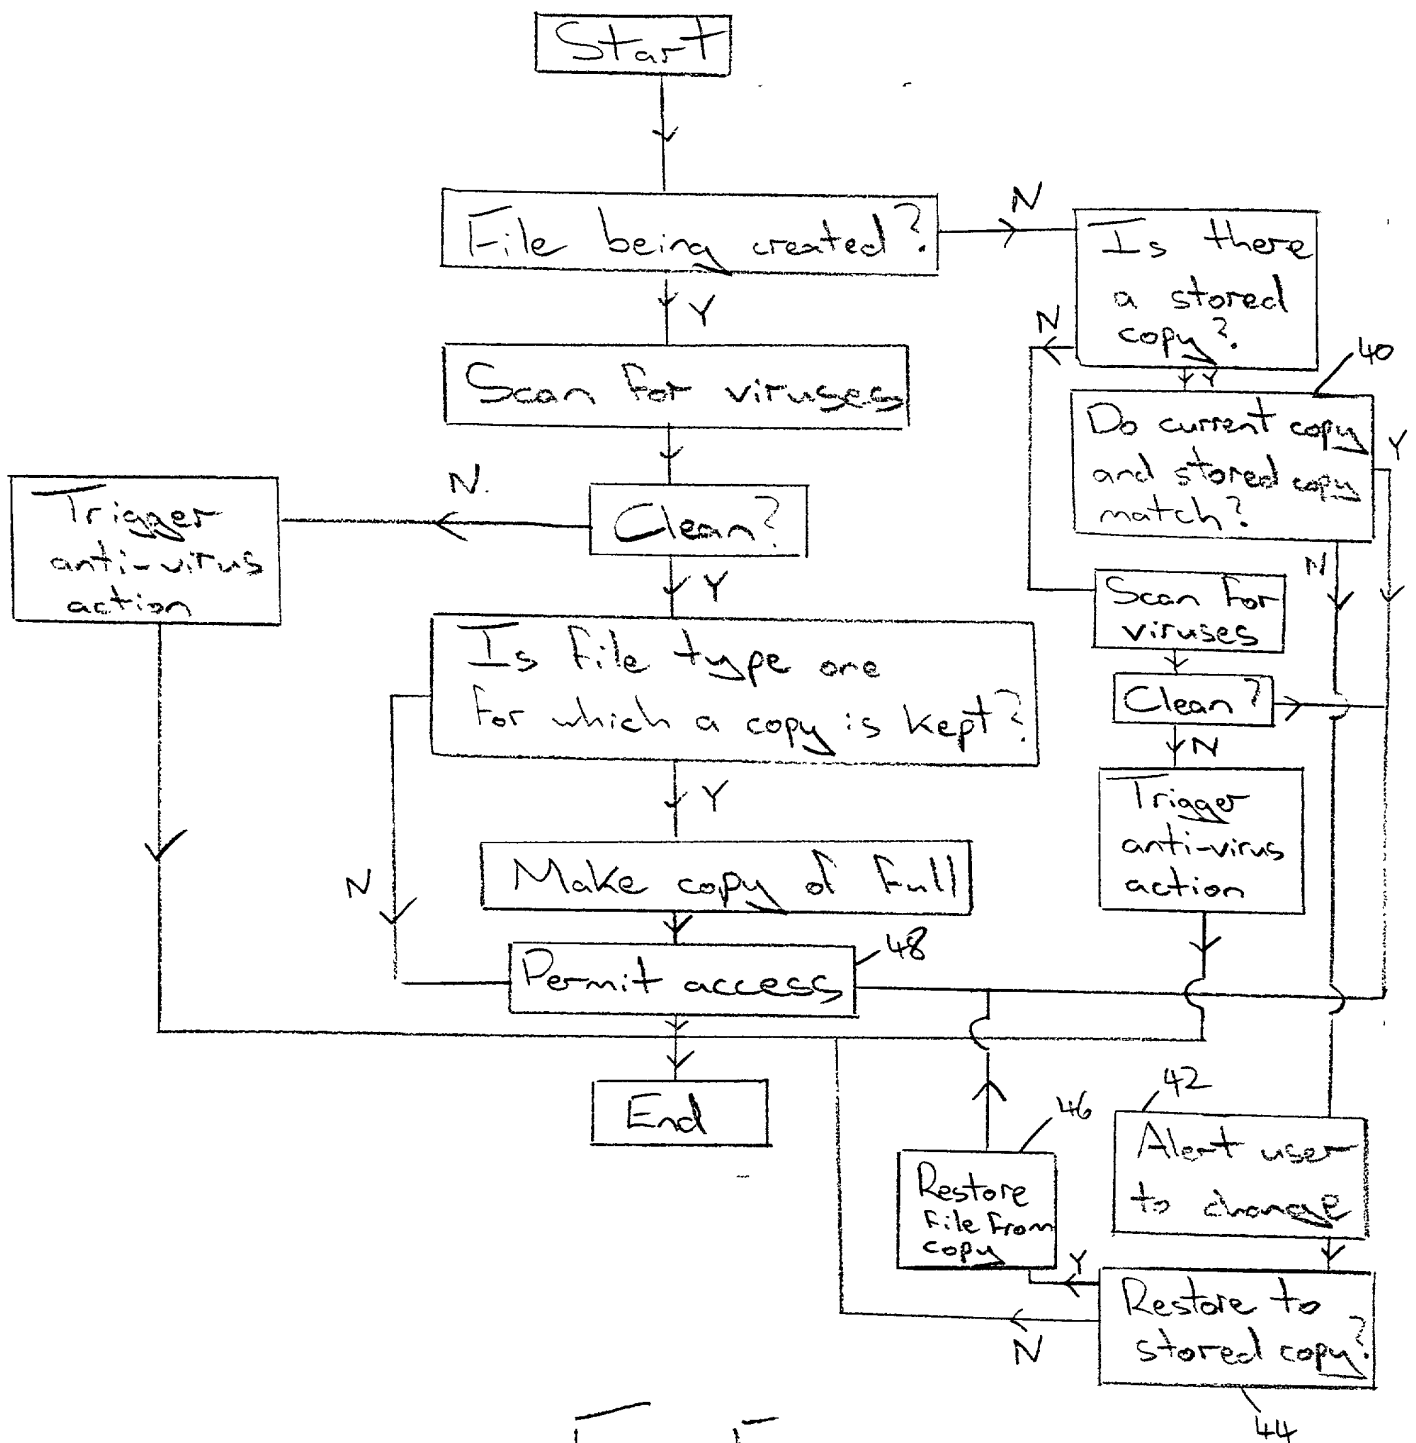 Start
File being created?
N
Is there
a stored
copy?
Y
Scan for viruses
N
Y
40
Do current copy
and stored copy
match?
Y
N
N.
Trigger
anti-virus
action
Clean?
Y
Scan for
viruses
Clean?
N
Is file type one
for which a copy is kept?
N
Y
Trigger
anti-virus
action
Make copy of full
Permit access
48
End
42
Alert user
to change
46
Restore
file from
copy
Y
Restore to
stored copy?
N
44